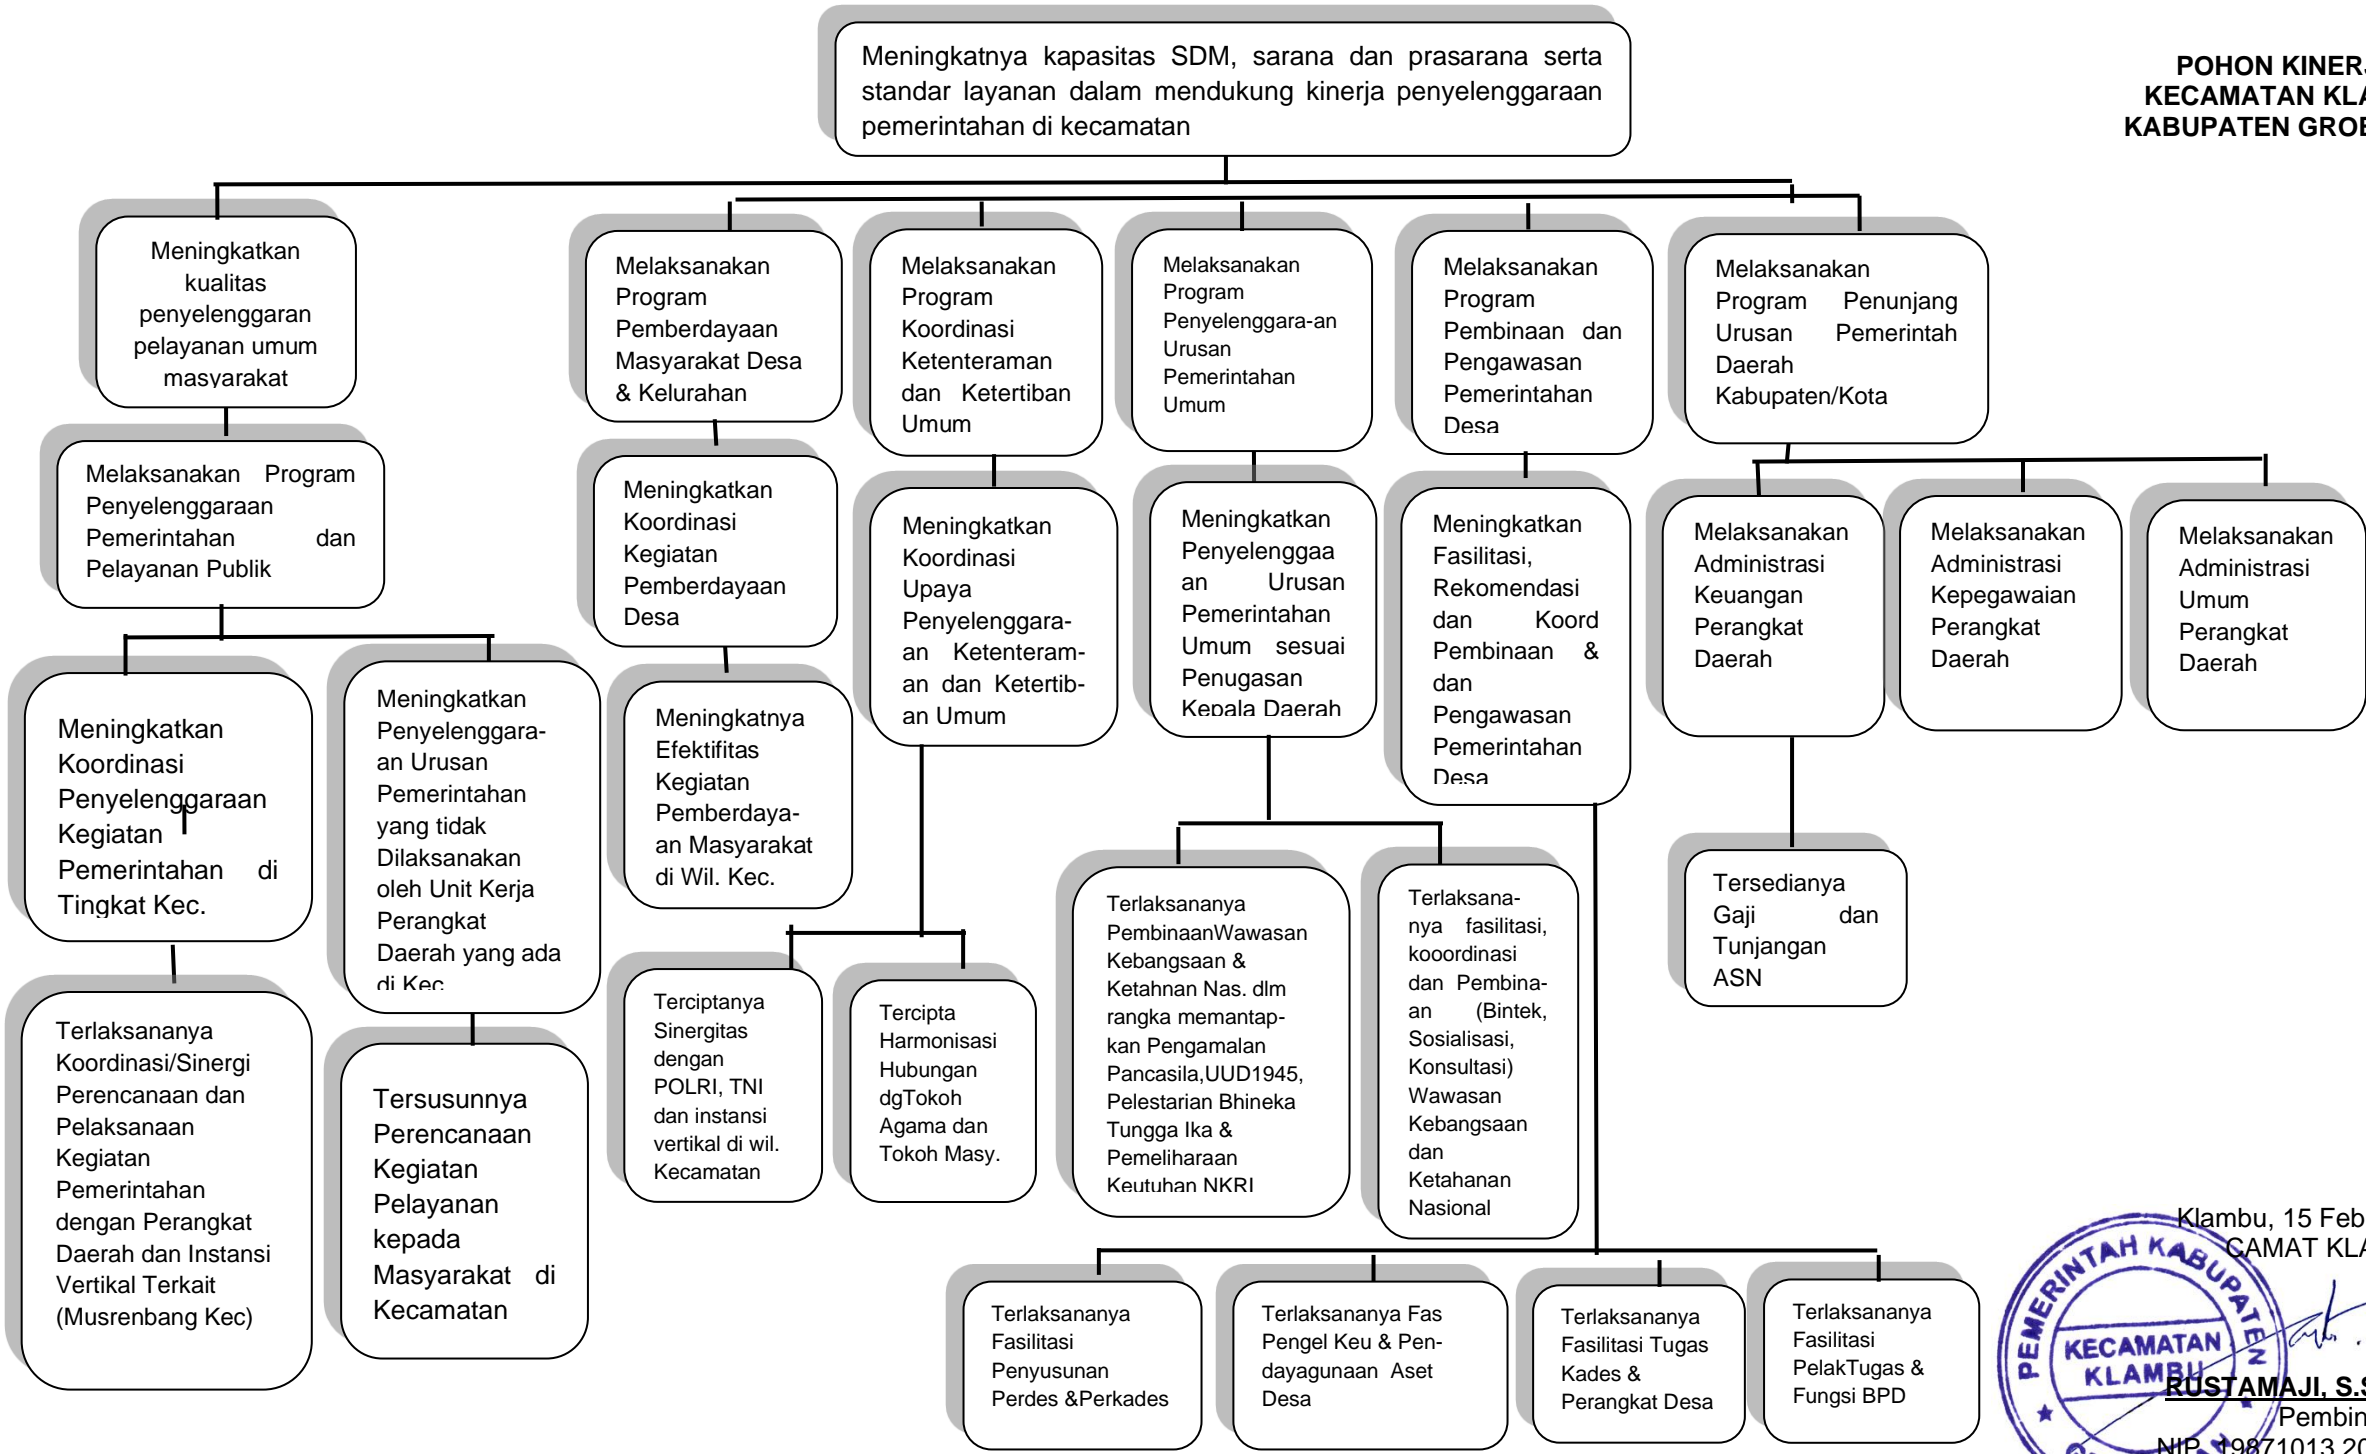 Meningkatnya kapasitas SDM, sarana dan prasarana serta
standar layanan dalam mendukung kinerja penyelenggaraan
pemerintahan di kecamatan
POHON KINER
KECAMATAN KLA
KABUPATEN GROB
Meningkatkan
kualitas
penyelenggaran
pelayanan umum
masyarakat
Melaksanakan
Program
Pemberdayaan
Masyarakat Desa
& Kelurahan
Melaksanakan
Program
Koordinasi
Ketenteraman
dan Ketertiban
Umum
Melaksanakan
Program
Penyelenggara-an
Urusan
Pemerintahan
Umum
Melaksanakan
Program
Pembinaan dan
Pengawasan
Pemerintahan
Desa
Melaksanakan
Program Penunjang
Urusan Pemerintah
Daerah
Kabupaten/Kota
Melaksanakan Program
Penyelenggaraan
Pemerintahan dan
Pelayanan Publik
Meningkatkan
Koordinasi
Kegiatan
Pemberdayaan
Desa
Meningkatkan
Koordinasi
Upaya
Penyelenggara-
an Ketenteram-
an dan Ketertib-
an Umum
Meningkatkan
Penyelenggaa
an Urusan
Pemerintahan
Umum sesuai
Penugasan
Kepala Daerah
Meningkatkan
Fasilitasi,
Rekomendasi
dan Koord
Pembinaan &
dan
Pengawasan
Pemerintahan
Desa
Melaksanakan
Administrasi
Keuangan
Perangkat
Daerah
Melaksanakan
Administrasi
Kepegawaian
Perangkat
Daerah
Melaksanakan
Administrasi
Umum
Perangkat
Daerah
Meningkatkan
Koordinasi
Penyelenggaraan
Kegiatan
Pemerintahan di
Tingkat Kec.
Meningkatkan
Penyelenggara-
an Urusan
Pemerintahan
yang tidak
Dilaksanakan
oleh Unit Kerja
Perangkat
Daerah yang ada
di Kec
Meningkatnya
Efektifitas
Kegiatan
Pemberdaya-
an Masyarakat
di Wil. Kec.
Terlaksananya
Koordinasi/Sinergi
Perencanaan dan
Pelaksanaan
Kegiatan
Pemerintahan
dengan Perangkat
Daerah dan Instansi
Vertikal Terkait
(Musrenbang Kec)
Tersusunnya
Perencanaan
Kegiatan
Pelayanan
kepada
Masyarakat di
Kecamatan
Terciptanya
Sinergitas
dengan
POLRI, TNI
dan instansi
vertikal di wil.
Kecamatan
Tercipta
Harmonisasi
Hubungan
dgTokoh
Agama dan
Tokoh Masy.
Terlaksananya
PembinaanWawasan
Kebangsaan &
Ketahnan Nas. dlm
rangka memantap-
kan Pengamalan
Pancasila,UUD1945,
Pelestarian Bhineka
Tungga Ika &
Pemeliharaan
Keutuhan NKRI
Terlaksana-
nya fasilitasi,
kooordinasi
dan Pembina-
an (Bintek,
Sosialisasi,
Konsultasi)
Wawasan
Kebangsaan
dan
Ketahanan
Nasional
Tersedianya
Gaji dan
Tunjangan
ASN
Terlaksananya
Fasilitasi
Penyusunan
Perdes &Perkades
Terlaksananya Fas
Pengel Keu & Pen-
dayagunaan Aset
Desa
Terlaksananya
Fasilitasi Tugas
Kades &
Perangkat Desa
Terlaksananya
Fasilitasi
PelakTugas &
Fungsi BPD
Klambu, 15 Feb
CAMAT KLA
PEMERINTAH KABUPATEN
KECAMATAN
KLAMBU
RUSTAMAJI, S.S
Pembin
NIP. 19871013 20